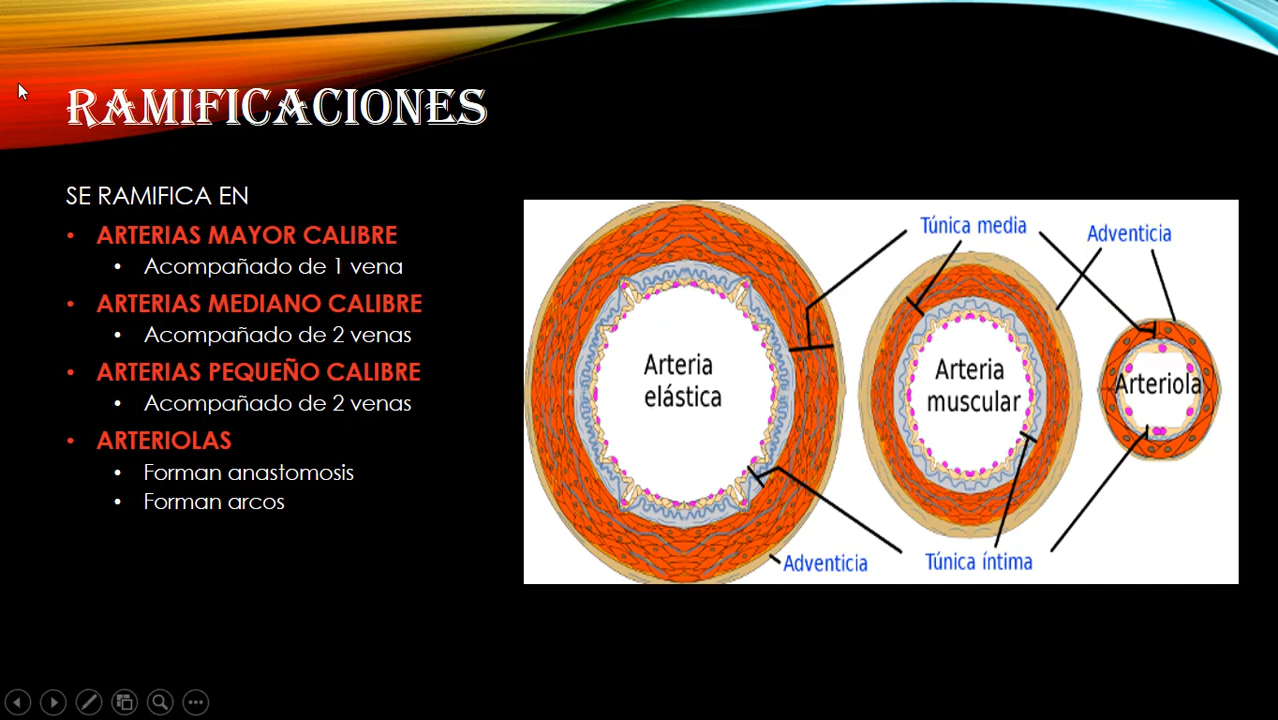 RAMIFICACIONES
SE RAMIFICA EN
• ARTERIAS MAYOR CALIBRE
• Acompañado de 1 vena
• ARTERIAS MEDIANO CALIBRE
• Acompañado de 2 venas
• ARTERIAS PEQUEÑO CALIBRE
• Acompañado de 2 venas
• ARTERIOLAS
• Forman anastomosis
• Forman arcos
Túnica media
Adventicia
Arteria
elástica
Arteria
muscular
Arteriola
Adventicia
Túnica íntima